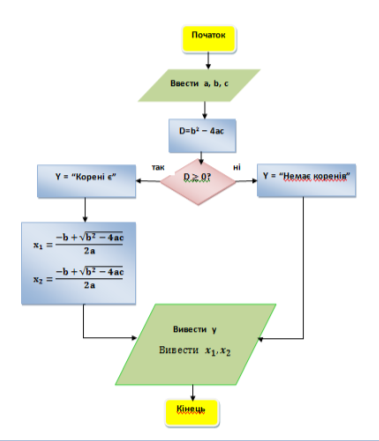 Початок
Ввести a, b, c
D=b² − 4ac
так
ні
Y = "Корені є"
D ≥ 0?
Y = "Немає коренів"
x₁ = (−b + √(b² − 4ac)) / 2a
x₂ = (−b + √(b² − 4ac)) / 2a
Вивести y
Вивести x₁, x₂
Кінець